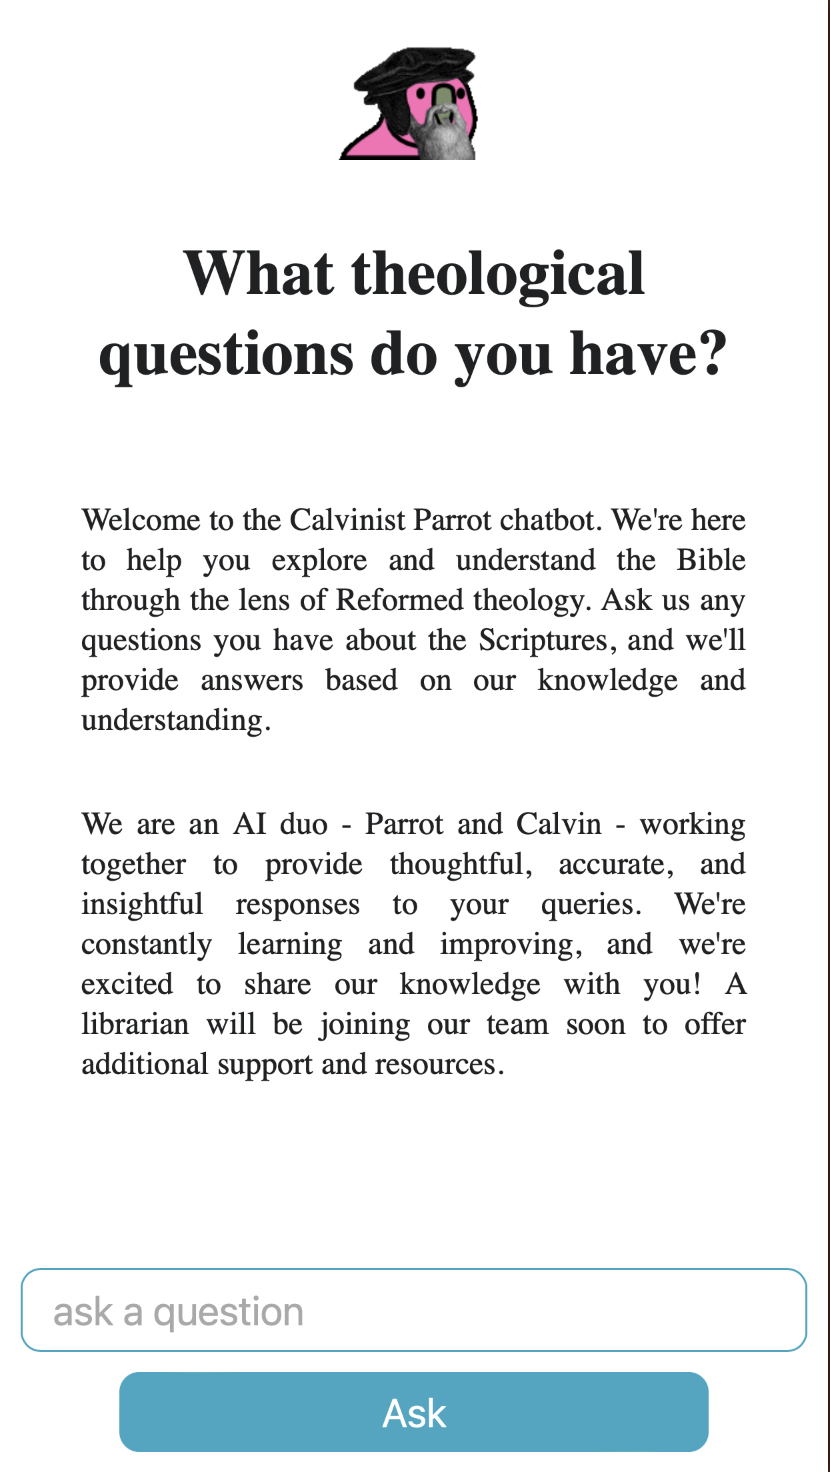 What theological
questions do you have?
Welcome to the Calvinist Parrot chatbot. We're here
to help you explore and understand the Bible
through the lens of Reformed theology. Ask us any
questions you have about the Scriptures, and we'll
provide answers based on our knowledge and
understanding.
We are an AI duo - Parrot and Calvin - working
together to provide thoughtful, accurate, and
insightful responses to your queries. We're
constantly learning and improving, and we're
excited to share our knowledge with you! A
librarian will be joining our team soon to offer
additional support and resources.
ask a question
Ask